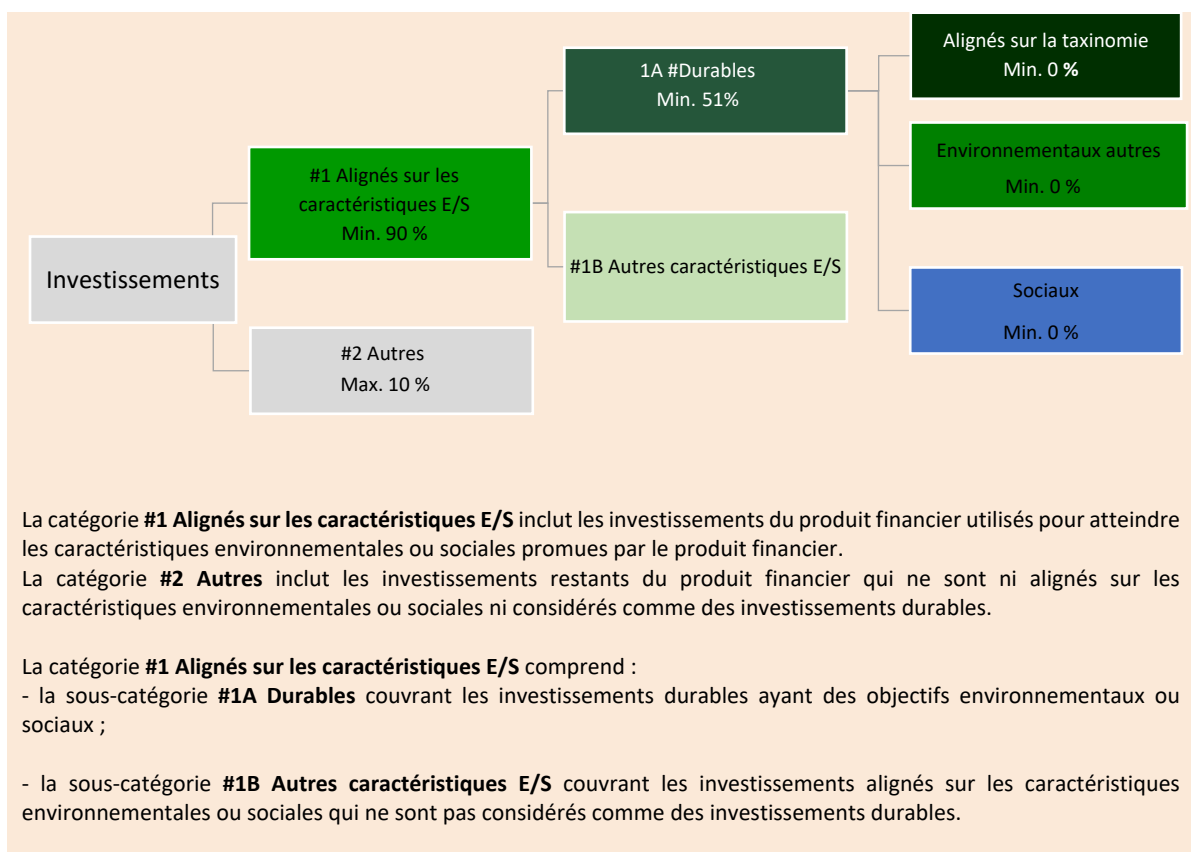 Investissements
#1 Alignés sur les
caractéristiques E/S
Min. 90 %
#2 Autres
Max. 10 %
1A #Durables
Min. 51%
#1B Autres caractéristiques E/S
Alignés sur la taxinomie
Min. 0 %
Environnementaux autres
Min. 0 %
Sociaux
Min. 0 %
La catégorie #1 Alignés sur les caractéristiques E/S inclut les investissements du produit financier utilisés pour atteindre
les caractéristiques environnementales ou sociales promues par le produit financier.
La catégorie #2 Autres inclut les investissements restants du produit financier qui ne sont ni alignés sur les
caractéristiques environnementales ou sociales ni considérés comme des investissements durables.
La catégorie #1 Alignés sur les caractéristiques E/S comprend :
- la sous-catégorie #1A Durables couvrant les investissements durables ayant des objectifs environnementaux ou
sociaux ;
- la sous-catégorie #1B Autres caractéristiques E/S couvrant les investissements alignés sur les caractéristiques
environnementales ou sociales qui ne sont pas considérés comme des investissements durables.